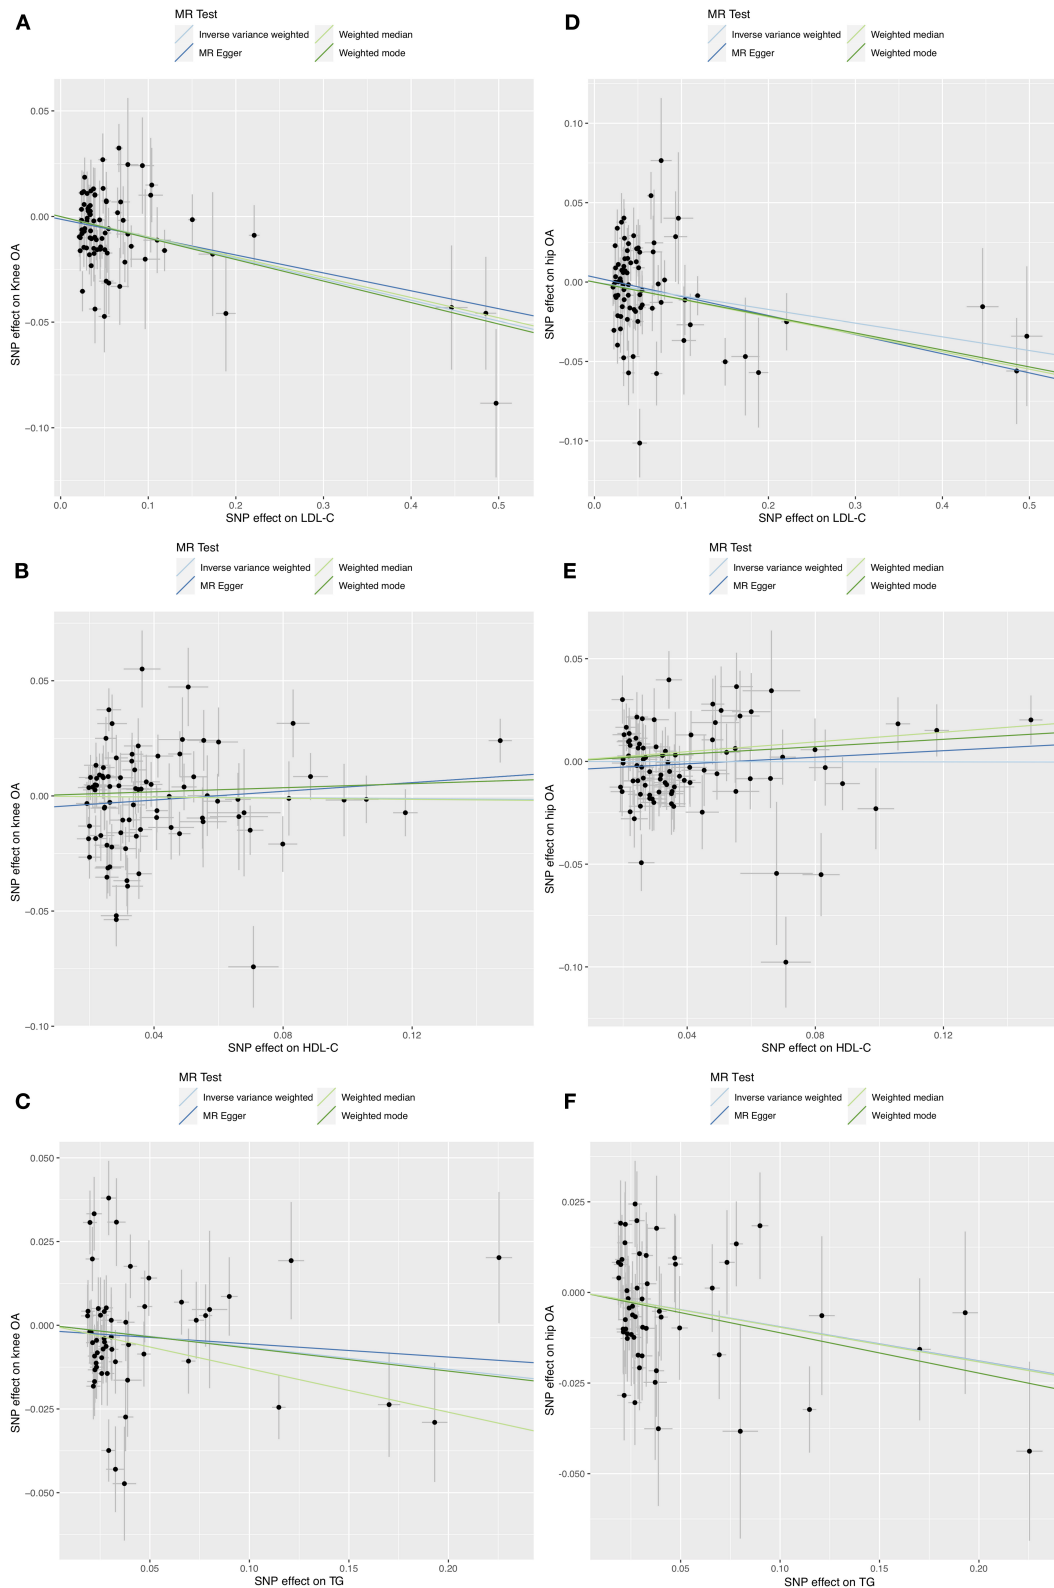 A
MR Test
Inverse variance weighted
Weighted median
MR Egger
Weighted mode
SNP effect on Knee OA
0.05
0.00
−0.05
−0.10
0.0
0.1
0.2
0.3
0.4
0.5
SNP effect on LDL-C
D
MR Test
Inverse variance weighted
Weighted median
MR Egger
Weighted mode
SNP effect on hip OA
0.10
0.05
0.00
−0.05
−0.10
0.0
0.1
0.2
0.3
0.4
0.5
SNP effect on LDL-C
B
MR Test
Inverse variance weighted
Weighted median
MR Egger
Weighted mode
SNP effect on knee OA
0.05
0.00
−0.05
−0.10
0.04
0.08
0.12
SNP effect on HDL-C
E
MR Test
Inverse variance weighted
Weighted median
MR Egger
Weighted mode
SNP effect on hip OA
0.05
0.00
−0.05
−0.10
0.04
0.08
0.12
SNP effect on HDL-C
C
MR Test
Inverse variance weighted
Weighted median
MR Egger
Weighted mode
SNP effect on knee OA
0.050
0.025
0.000
−0.025
−0.050
0.05
0.10
0.15
0.20
SNP effect on TG
F
MR Test
Inverse variance weighted
Weighted median
MR Egger
Weighted mode
SNP effect on hip OA
0.025
0.000
-0.025
-0.050
0.05
0.10
0.15
0.20
SNP effect on TG